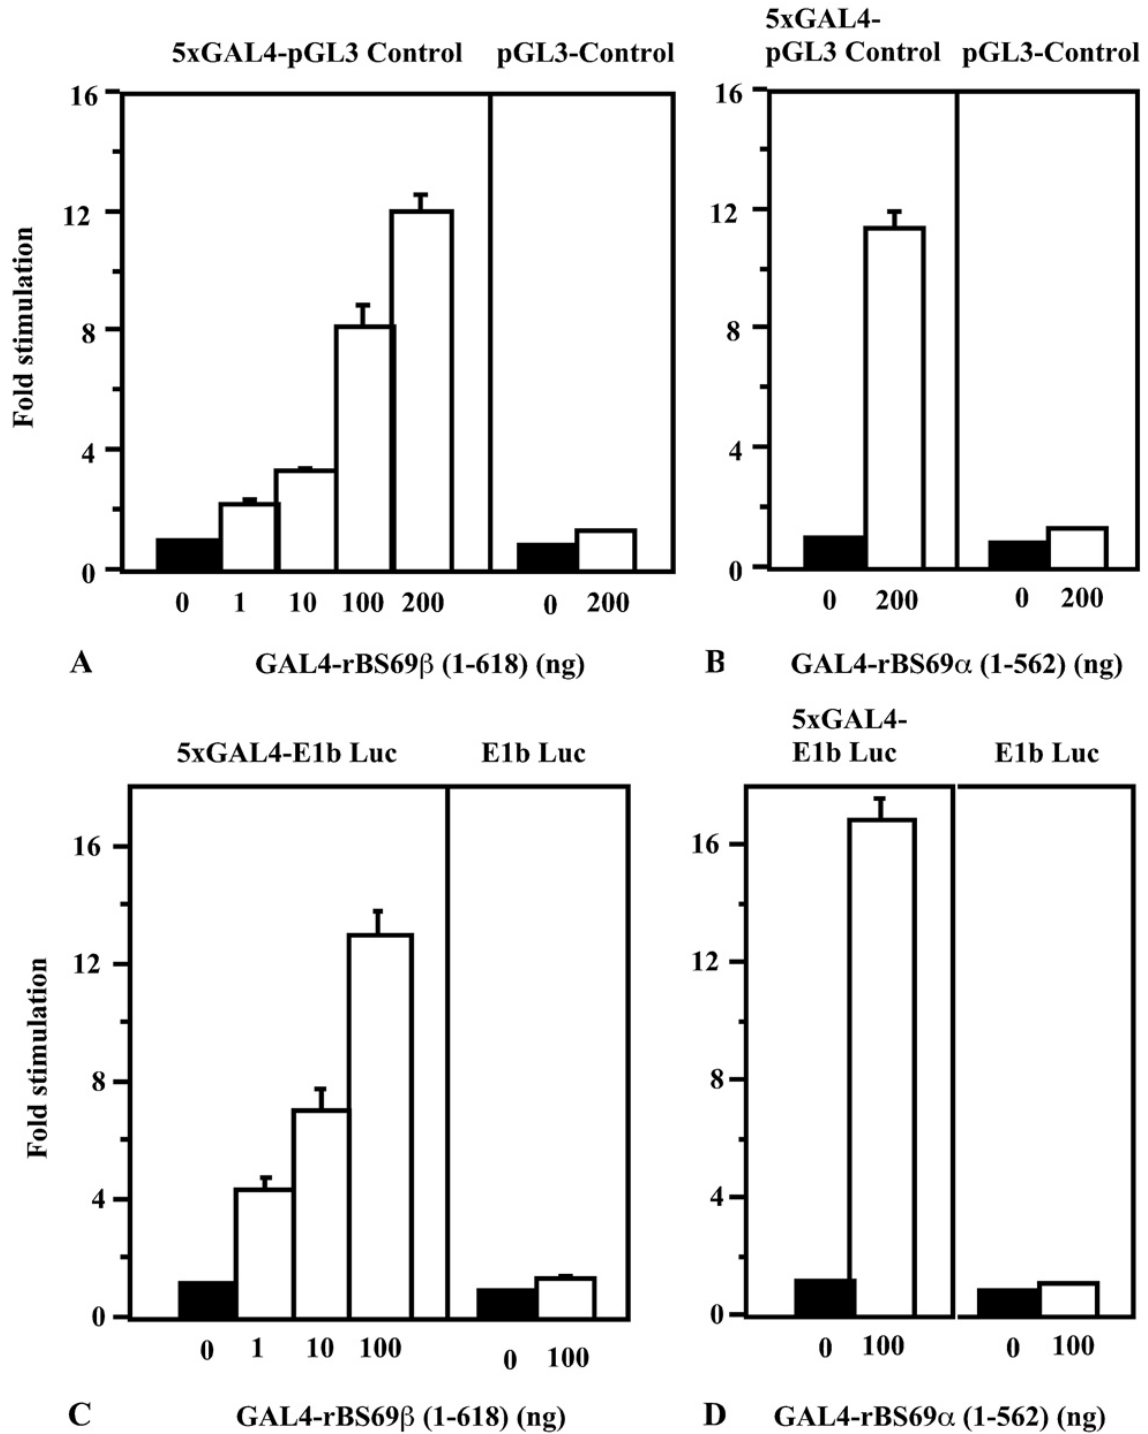 5xGAL4-pGL3 Control pGL3-Control
16
12
8
4
0
Fold stimulation
0 1 10 100 200 0 200
A GAL4-rBS69β (1-618) (ng)
5xGAL4-
pGL3 Control pGL3-Control
16
12
8
4
0
0 200 0 200
B GAL4-rBS69α (1-562) (ng)
5xGAL4-E1b Luc E1b Luc
16
12
8
4
0
Fold stimulation
0 1 10 100 0 100
C GAL4-rBS69β (1-618) (ng)
5xGAL4-
E1b Luc E1b Luc
16
12
8
4
0
0 100 0 100
D GAL4-rBS69α (1-562) (ng)